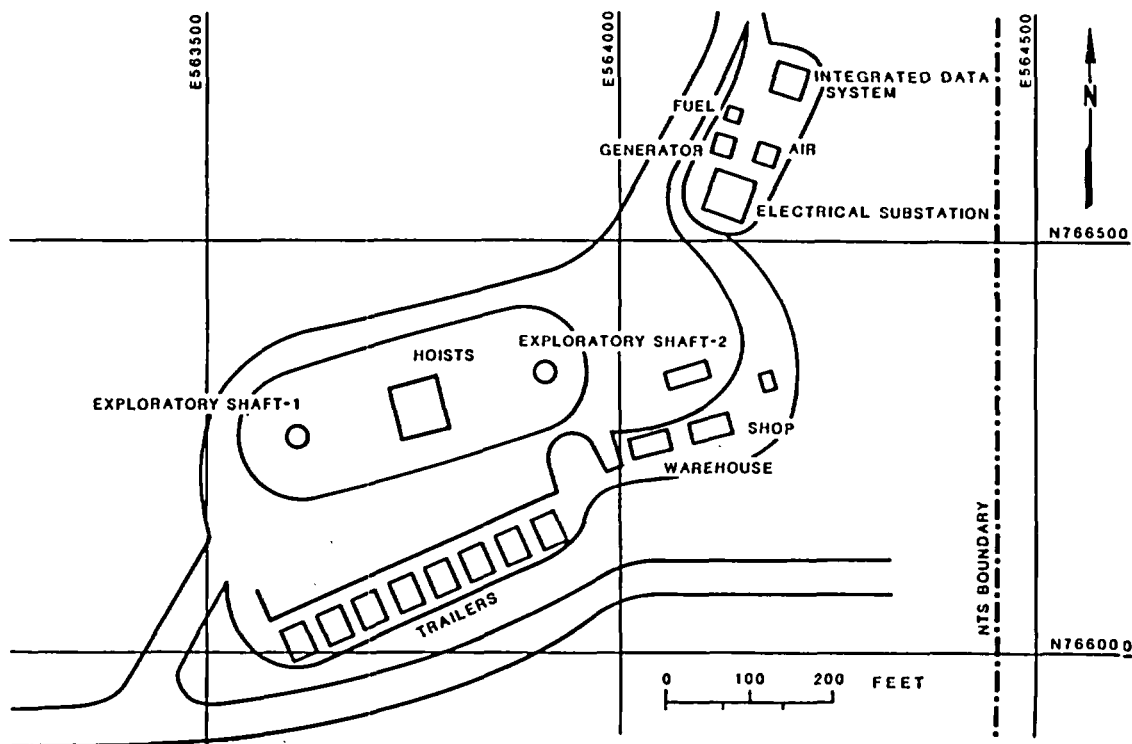 E563500
E564000
E564500
N
INTEGRATED DATA
SYSTEM
FUEL
GENERATOR
AIR
ELECTRICAL SUBSTATION
N766500
EXPLORATORY SHAFT-2
HOISTS
EXPLORATORY SHAFT-1
SHOP
WAREHOUSE
NTS BOUNDARY
TRAILERS
N766000
0 100 200 FEET